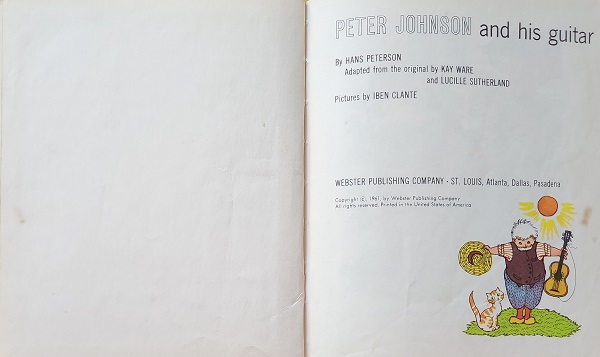 PETER JOHNSON and his guitar
By HANS PETERSON
Adapted from the original by KAY WARE
and LUCILLE SUTHERLAND
Pictures by IBEN CLANTE
WEBSTER PUBLISHING COMPANY · ST. LOUIS, Atlanta, Dallas, Pasadena
Copyright (C), 1961, by Webster Publishing Company
All rights reserved. Printed in the United States of America